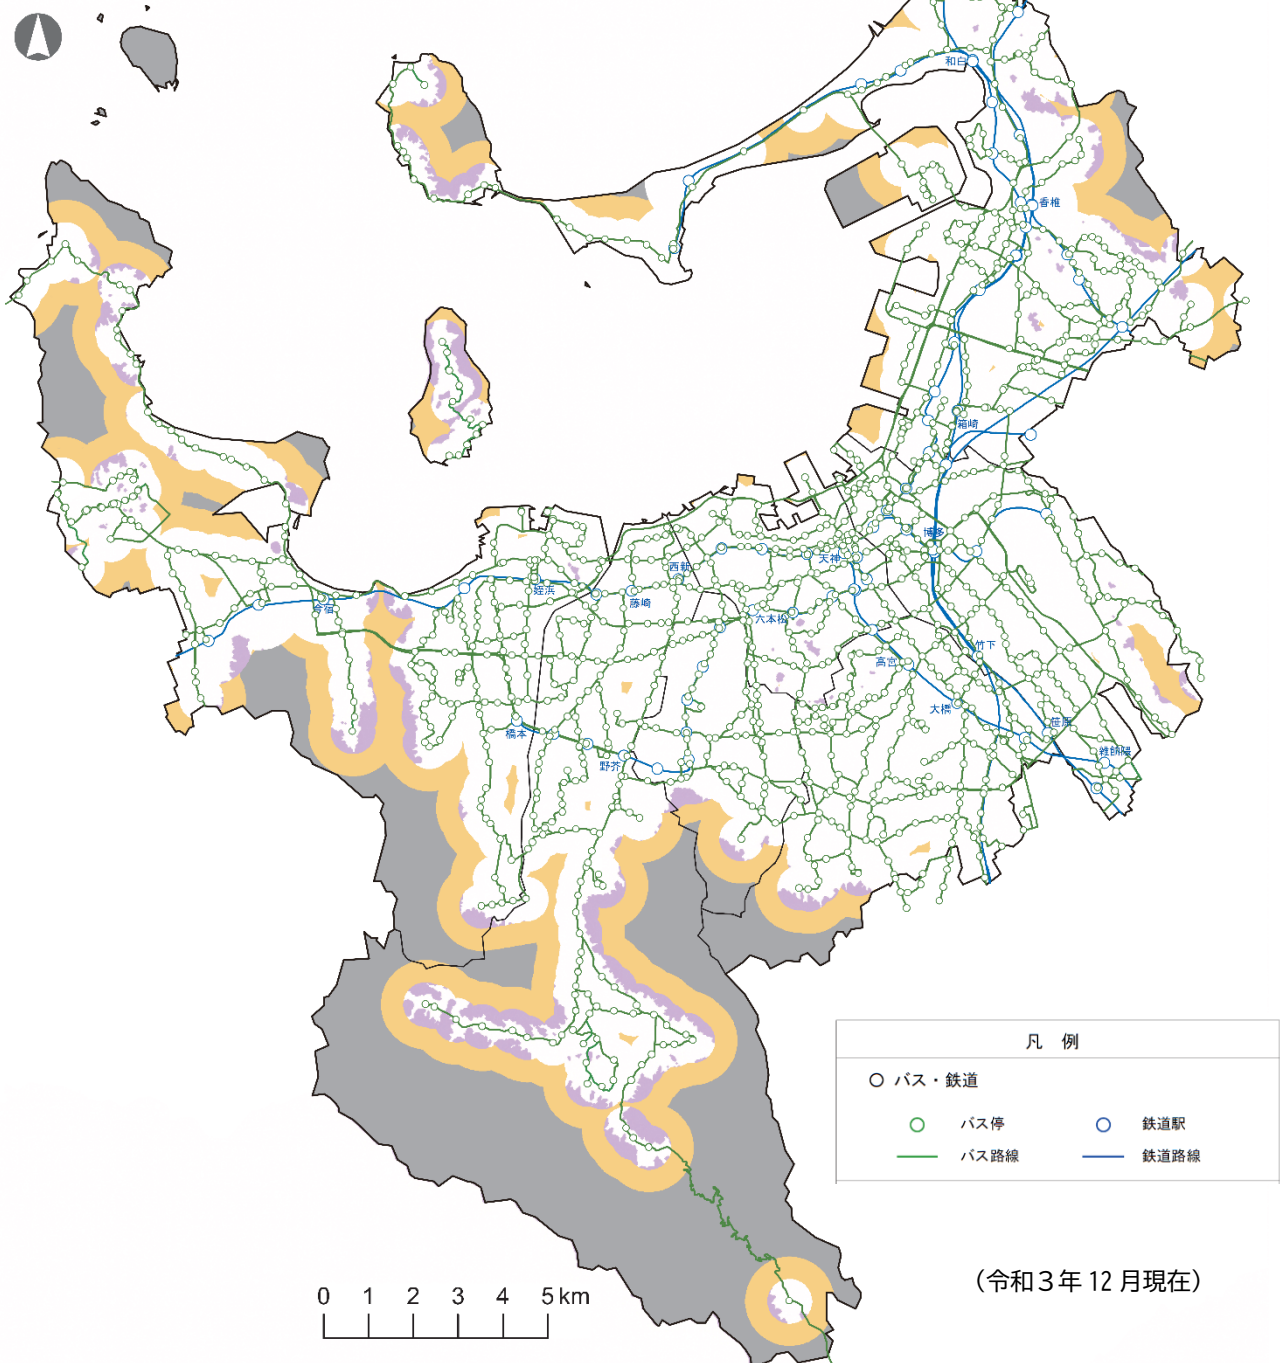 和白
香椎
箱崎
博多
天神
西新
姪浜
藤崎
今宿
六本松
竹下
高宮
大橋
笹原
雑餉隈
橋本
野芥
凡 例
バス・鉄道
バス停
鉄道駅
バス路線
鉄道路線
(令和3年12月現在)
0 1 2 3 4 5 km